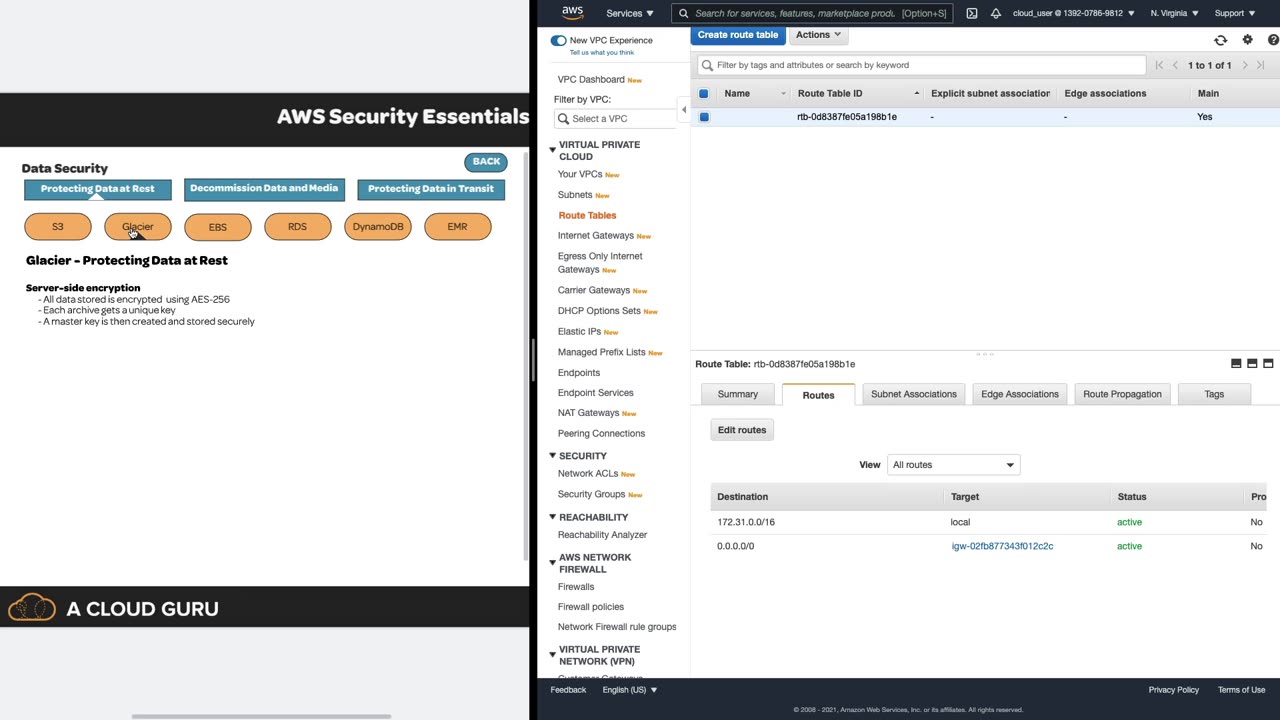 AWS Security Essentials
Data Security
BACK
Protecting Data at Rest
Decommission Data and Media
Protecting Data in Transit
S3
Glacier
EBS
RDS
DynamoDB
EMR
Glacier - Protecting Data at Rest
Server-side encryption
- All data stored is encrypted using AES-256
- Each archive gets a unique key
- A master key is then created and stored securely
A CLOUD GURU
aws
Services
Search for services, features, marketplace produ. [Option+S]
cloud_user @ 1392-0786-9812
N. Virginia
Support
New VPC Experience
Tell us what you think
VPC Dashboard New
Filter by VPC:
Select a VPC
VIRTUAL PRIVATE
CLOUD
Your VPCs New
Subnets New
Route Tables
Internet Gateways New
Egress Only Internet
Gateways New
Carrier Gateways New
DHCP Options Sets New
Elastic IPs New
Managed Prefix Lists New
Endpoints
Endpoint Services
NAT Gateways New
Peering Connections
SECURITY
Network ACLs New
Security Groups New
REACHABILITY
Reachability Analyzer
AWS NETWORK
FIREWALL
Firewalls
Firewall policies
Network Firewall rule groups
VIRTUAL PRIVATE
NETWORK (VPN)
Customer Gateways
Create route table
Actions
Filter by tags and attributes or search by keyword
1 to 1 of 1
Name
Route Table ID
Explicit subnet association
Edge associations
Main
rtb-0d8387fe05a198b1e
-
-
Yes
Route Table: rtb-0d8387fe05a198b1e
Summary
Routes
Subnet Associations
Edge Associations
Route Propagation
Tags
Edit routes
View
All routes
Destination
Target
Status
Pro
172.31.0.0/16
local
active
No
0.0.0.0/0
igw-02fb877343f012c2c
active
No
Feedback
English (US)
Privacy Policy
Terms of Use
© 2008 - 2021, Amazon Web Services, Inc. or its affiliates. All rights reserved.